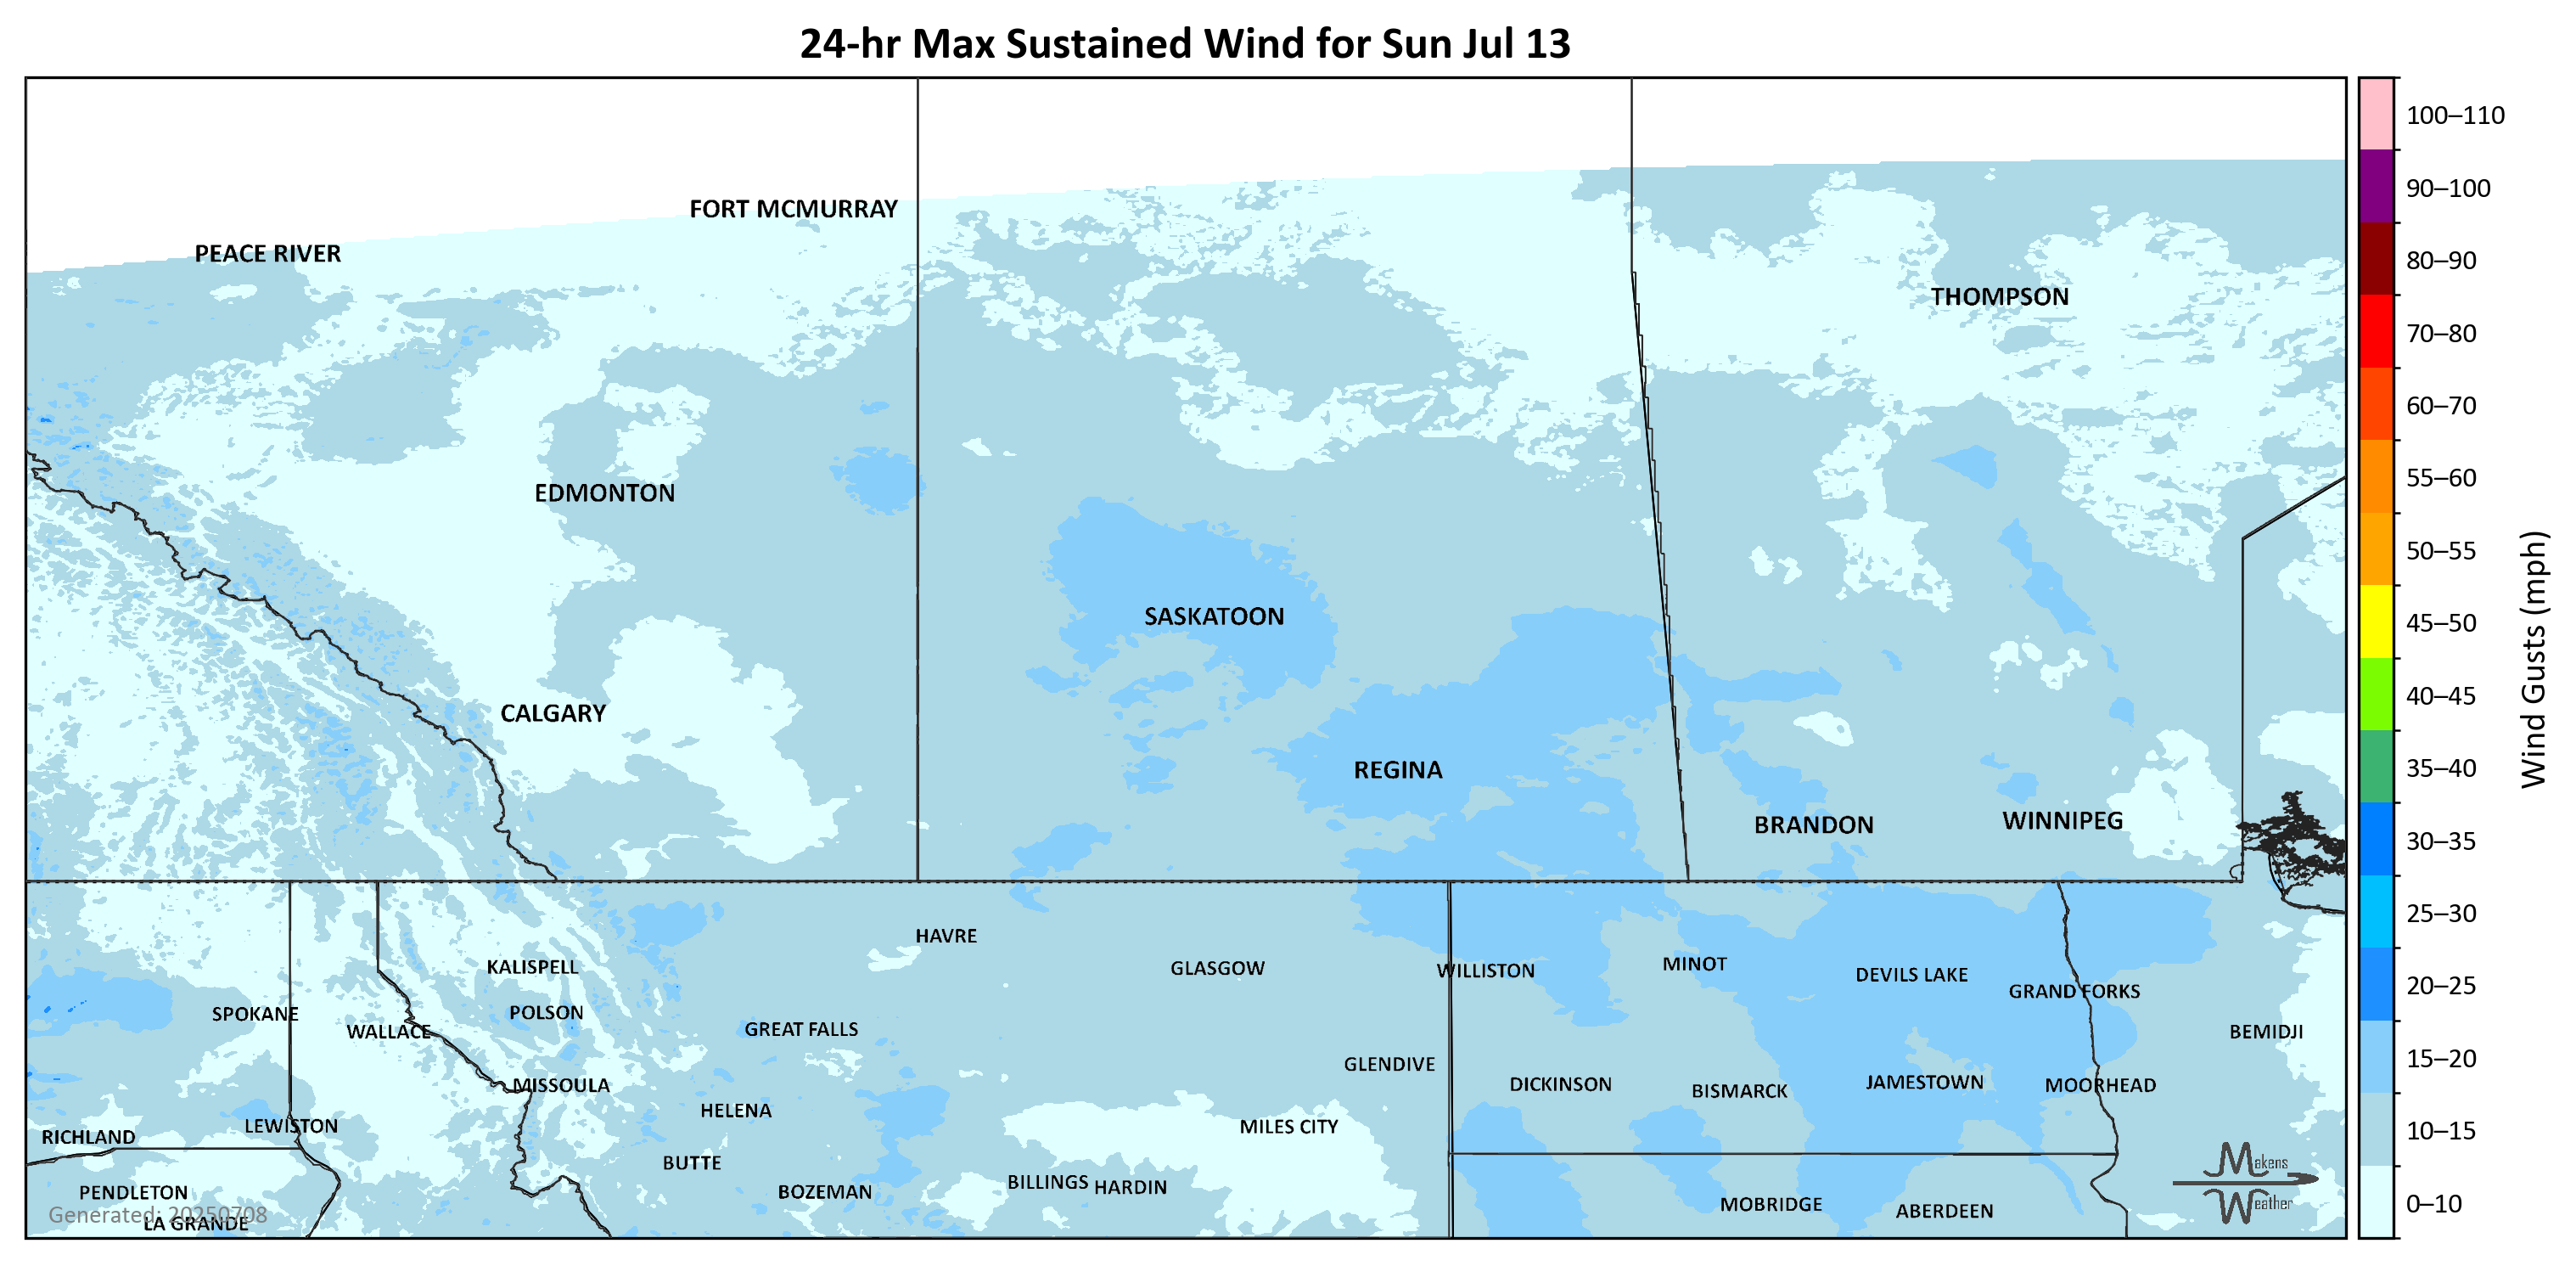 24-hr Max Sustained Wind for Sun Jul 13
100–110
90–100
80–90
70–80
60–70
55–60
50–55
45–50
40–45
35–40
30–35
25–30
20–25
15–20
10–15
0–10
Wind Gusts (mph)
FORT MCMURRAY
PEACE RIVER
THOMPSON
EDMONTON
SASKATOON
CALGARY
REGINA
BRANDON
WINNIPEG
HAVRE
KALISPELL
GLASGOW
WILLISTON
MINOT
DEVILS LAKE
GRAND FORKS
SPOKANE
POLSON
WALLACE
GREAT FALLS
BEMIDJI
GLENDIVE
MISSOULA
DICKINSON
BISMARCK
JAMESTOWN
MOORHEAD
HELENA
LEWISTON
MILES CITY
RICHLAND
BUTTE
BOZEMAN
BILLINGS
HARDIN
PENDLETON
MOBRIDGE
ABERDEEN
LA GRANDE
Generated: 20250708
Makens
Weather